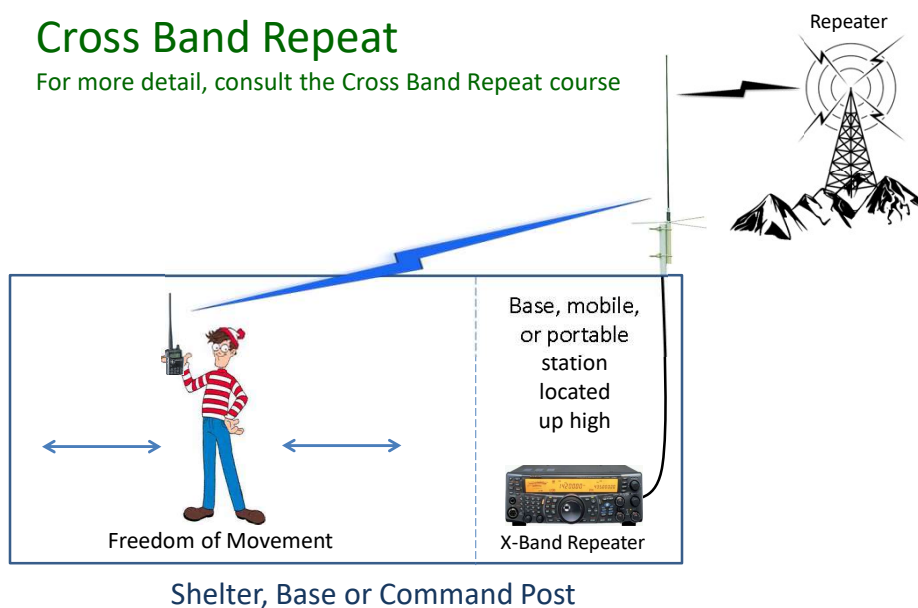 Cross Band Repeat
For more detail, consult the Cross Band Repeat course
Repeater
Base, mobile,
or portable
station
located
up high
Freedom of Movement
X-Band Repeater
Shelter, Base or Command Post